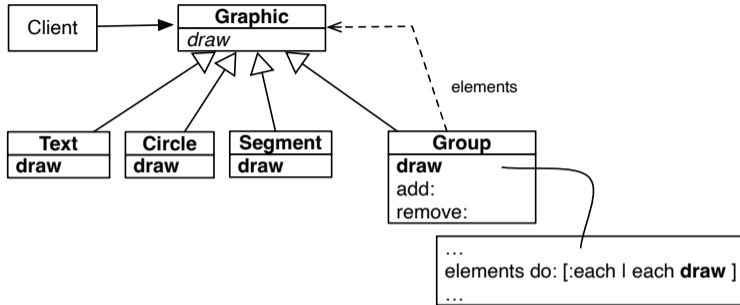 Client
Graphic
draw
elements
Text
draw
Circle
draw
Segment
draw
Group
draw
add:
remove:
...
elements do: [:each | each draw ]
...